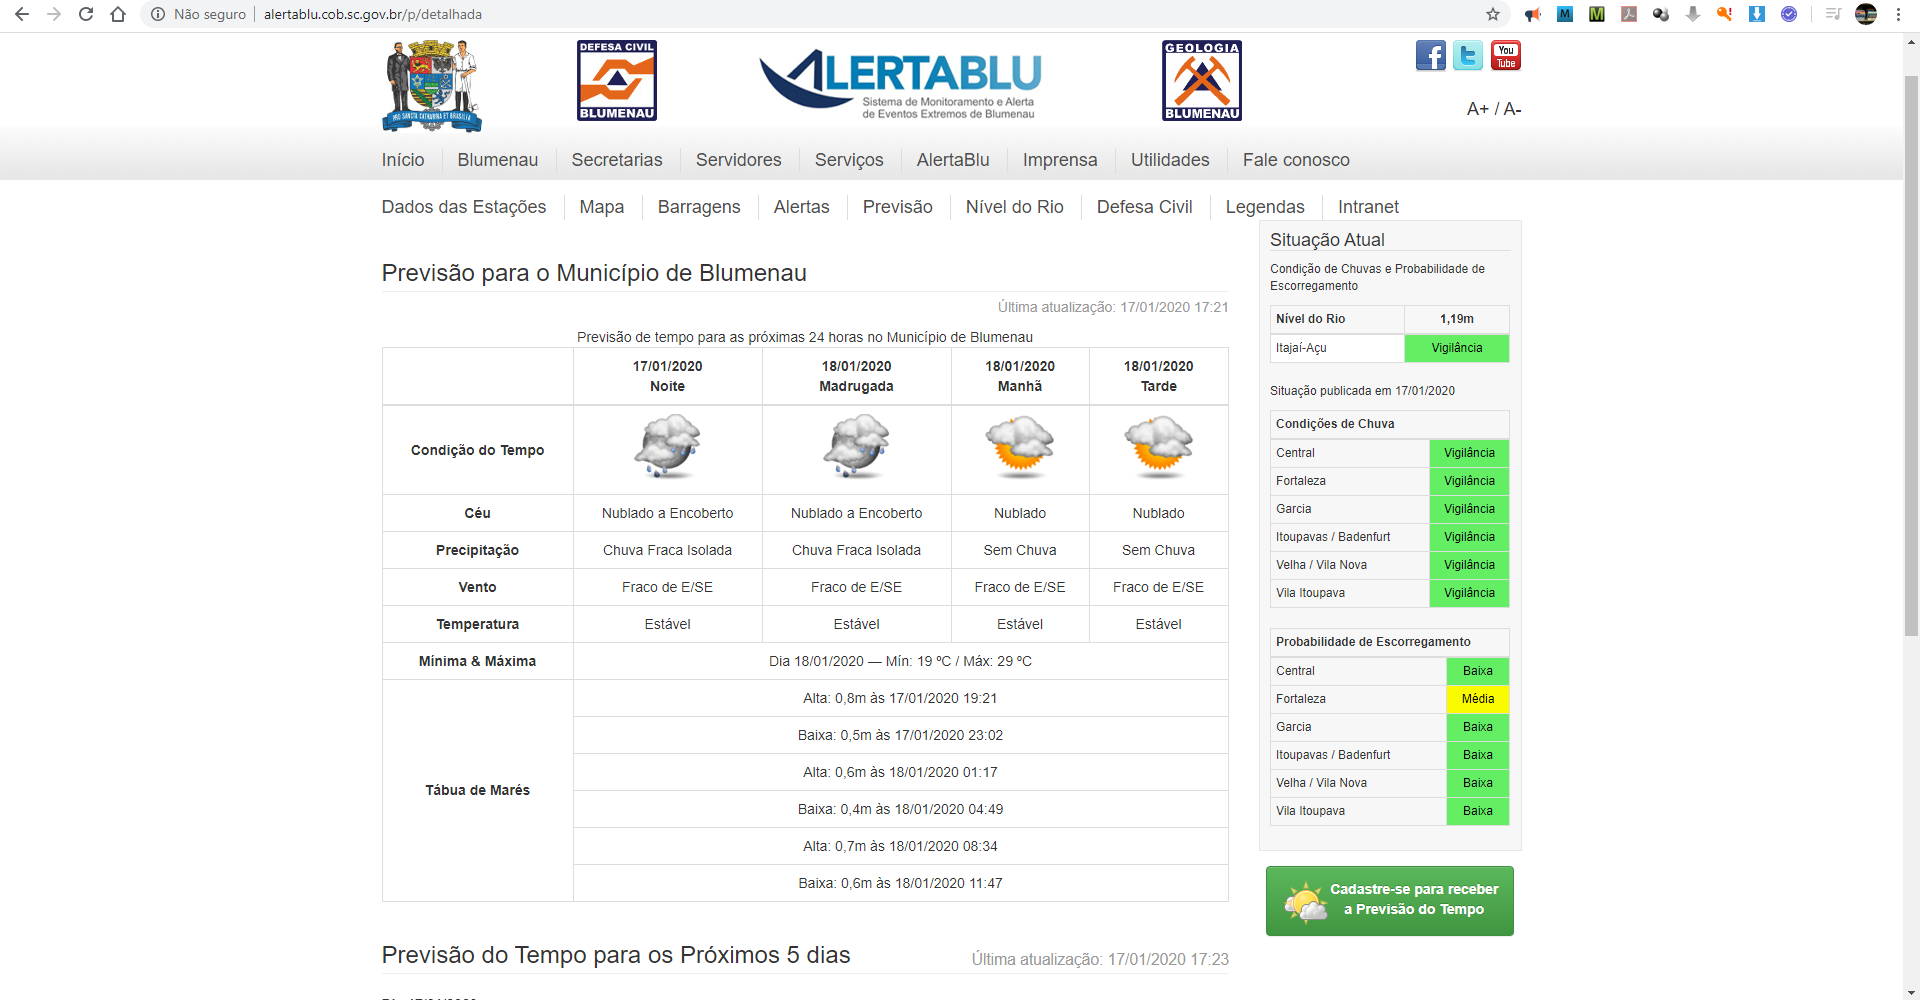 Não seguro
alertablu.cob.sc.gov.br/p/detalhada
PRO SANCTA CATHARINA ET BRASILIA
DEFESA CIVIL
BLUMENAU
ALERTABLU
Sistema de Monitoramento e Alerta
de Eventos Extremos de Blumenau
GEOLOGIA
BLUMENAU
You
Tube
A+ / A-
Início Blumenau Secretarias Servidores Serviços AlertaBlu Imprensa Utilidades Fale conosco
Dados das Estações Mapa Barragens Alertas Previsão Nível do Rio Defesa Civil Legendas Intranet
Previsão para o Município de Blumenau
Última atualização: 17/01/2020 17:21
Previsão de tempo para as próximas 24 horas no Município de Blumenau
17/01/2020 18/01/2020 18/01/2020 18/01/2020
Noite Madrugada Manhã Tarde
Condição do Tempo
Céu Nublado a Encoberto Nublado a Encoberto Nublado Nublado
Precipitação Chuva Fraca Isolada Chuva Fraca Isolada Sem Chuva Sem Chuva
Vento Fraco de E/SE Fraco de E/SE Fraco de E/SE Fraco de E/SE
Temperatura Estável Estável Estável Estável
Mínima & Máxima Dia 18/01/2020 — Mín: 19 ºC / Máx: 29 ºC
Tábua de Marés
Alta: 0,8m às 17/01/2020 19:21
Baixa: 0,5m às 17/01/2020 23:02
Alta: 0,6m às 18/01/2020 01:17
Baixa: 0,4m às 18/01/2020 04:49
Alta: 0,7m às 18/01/2020 08:34
Baixa: 0,6m às 18/01/2020 11:47
Previsão do Tempo para os Próximos 5 dias
Última atualização: 17/01/2020 17:23
Situação Atual
Condição de Chuvas e Probabilidade de
Escorregamento
Nível do Rio 1,19m
Itajaí-Açu Vigilância
Situação publicada em 17/01/2020
Condições de Chuva
Central Vigilância
Fortaleza Vigilância
Garcia Vigilância
Itoupavas / Badenfurt Vigilância
Velha / Vila Nova Vigilância
Vila Itoupava Vigilância
Probabilidade de Escorregamento
Central Baixa
Fortaleza Média
Garcia Baixa
Itoupavas / Badenfurt Baixa
Velha / Vila Nova Baixa
Vila Itoupava Baixa
Cadastre-se para receber
a Previsão do Tempo